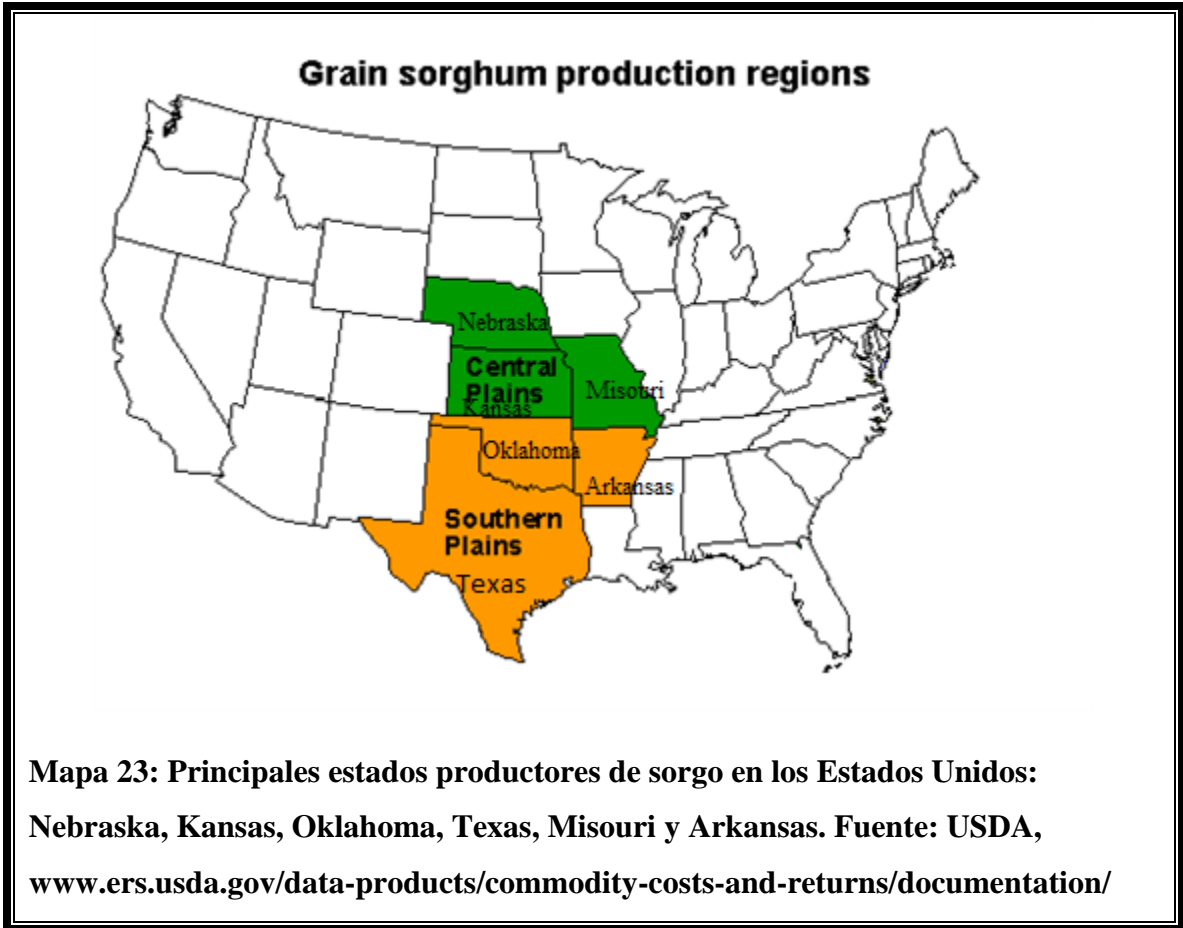 Grain sorghum production regions
Nebraska
Central
Plains
Kansas
Misouri
Oklahoma
Arkansas
Southern
Plains
Texas
Mapa 23: Principales estados productores de sorgo en los Estados Unidos:
Nebraska, Kansas, Oklahoma, Texas, Misouri y Arkansas. Fuente: USDA,
www.ers.usda.gov/data-products/commodity-costs-and-returns/documentation/